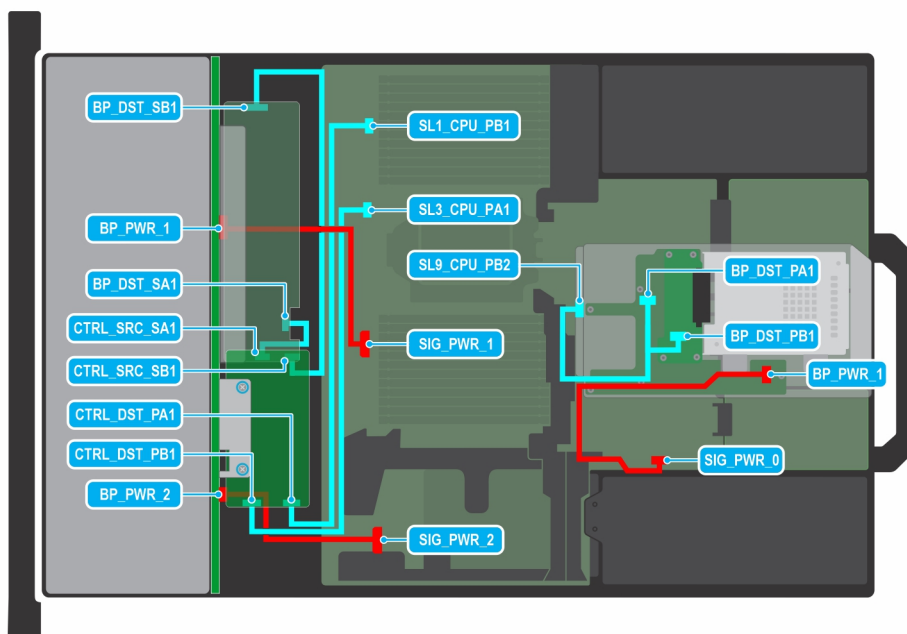 BP_DST_SB1
SL1_CPU_PB1
SL3_CPU_PA1
BP_PWR_1
SL9_CPU_PB2
BP_DST_PA1
BP_DST_SA1
CTRL_SRC_SA1
BP_DST_PB1
SIG_PWR_1
CTRL_SRC_SB1
BP_PWR_1
CTRL_DST_PA1
CTRL_DST_PB1
SIG_PWR_0
BP_PWR_2
SIG_PWR_2